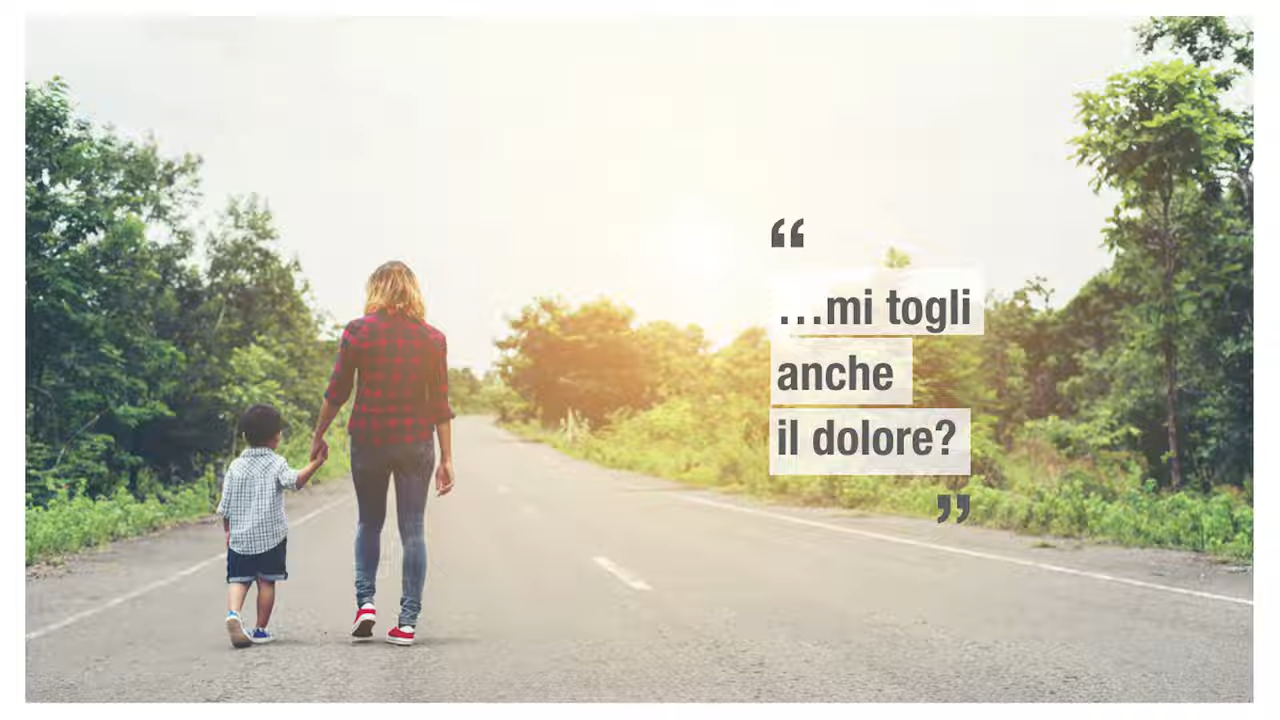 “
…mi togli
anche
il dolore?
”